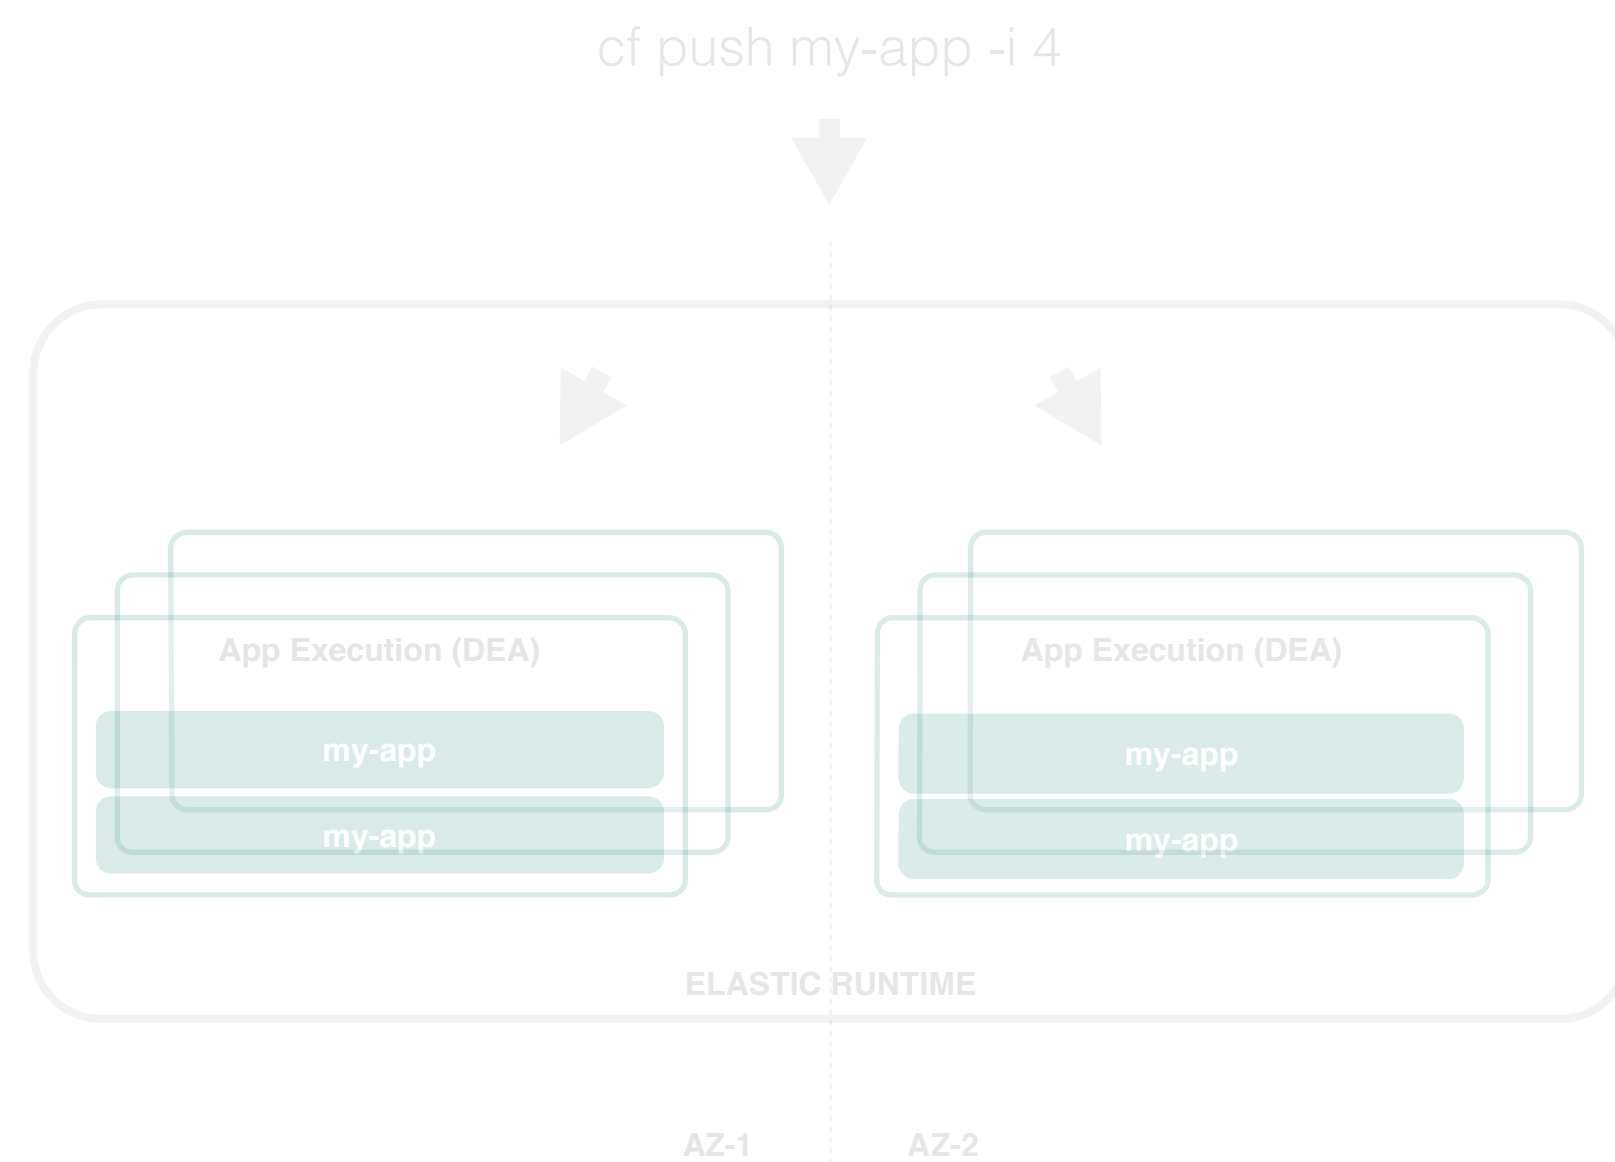 cf push my-app -i 4
App Execution (DEA)
my-app
my-app
App Execution (DEA)
my-app
my-app
ELASTIC RUNTIME
AZ-1
AZ-2